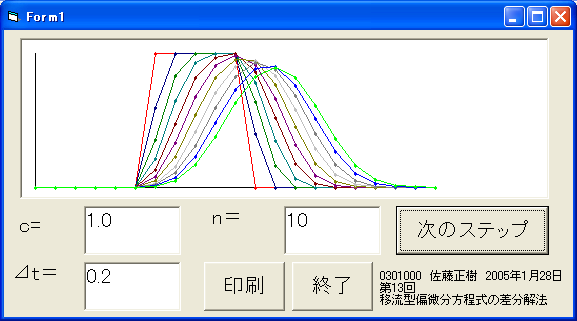 Form1
c=
1.0
n=
10
次のステップ
⊿t=
0.2
印刷
終了
0301000 佐藤正樹 2005年1月28日
第13回
移流型偏微分方程式の差分解法